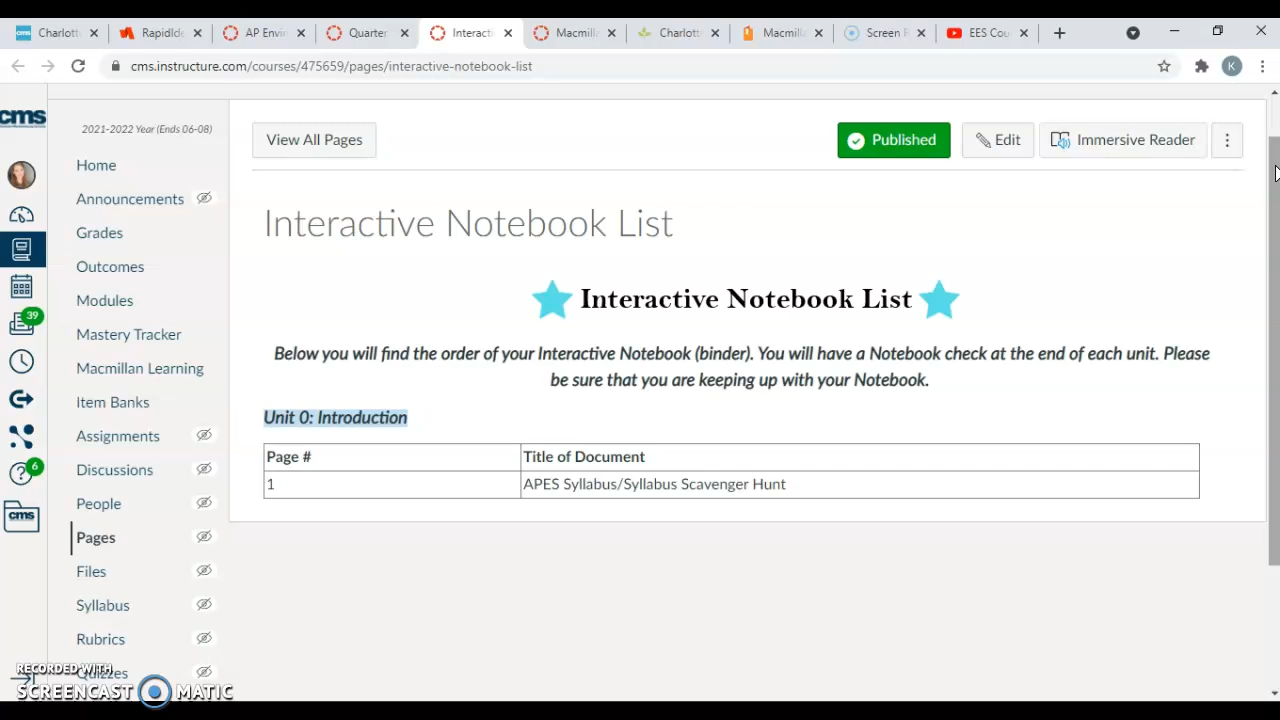 Charlott
RapidIde
AP Envi
Quarter
Interacti
Macmilla
Charlott
Macmill
Screen R
EES Cou
cms.instructure.com/courses/475659/pages/interactive-notebook-list
K
cms
2021-2022 Year (Ends 06-08)
Home
Announcements
Grades
Outcomes
Modules
39
Mastery Tracker
Macmillan Learning
Item Banks
Assignments
6
Discussions
People
cms
Pages
Files
Syllabus
Rubrics
Quizzes
View All Pages
Published
Edit
Immersive Reader
Interactive Notebook List
Interactive Notebook List
Below you will find the order of your Interactive Notebook (binder). You will have a Notebook check at the end of each unit. Please
be sure that you are keeping up with your Notebook.
Unit 0: Introduction
Page # Title of Document
1 APES Syllabus/Syllabus Scavenger Hunt
RECORDED WITH
SCREENCAST MATIC